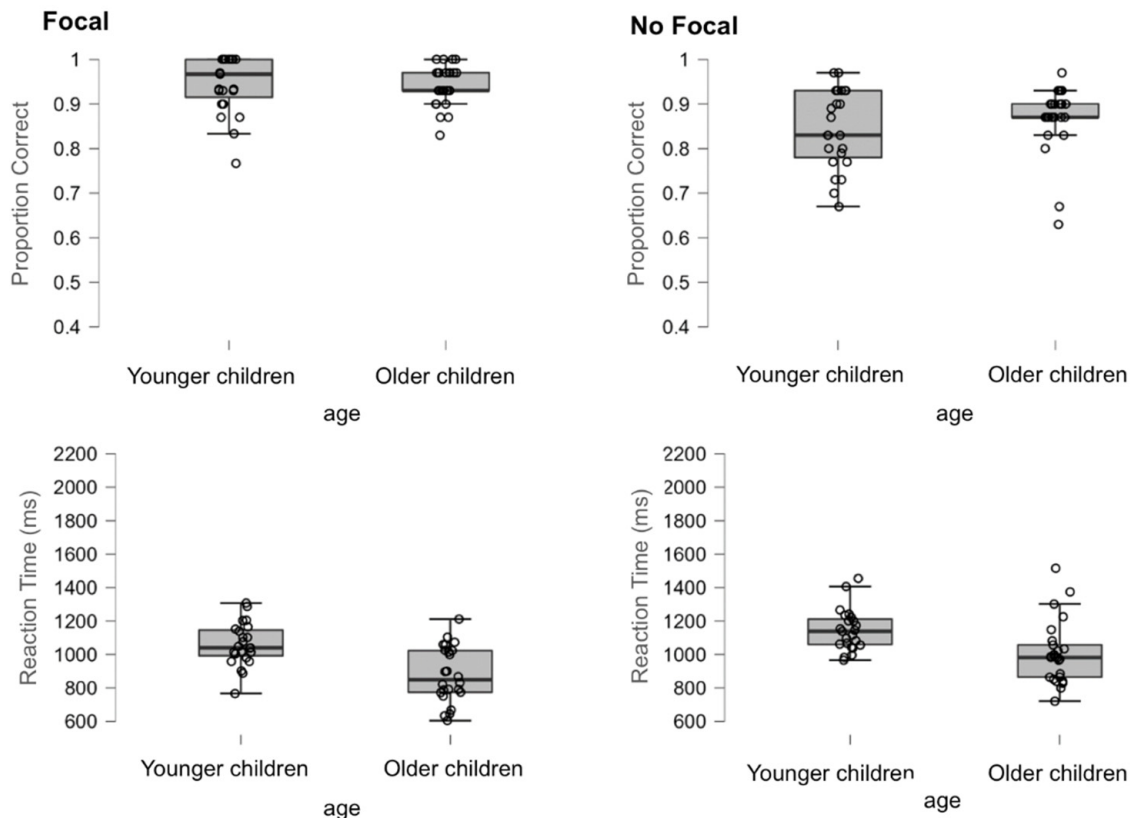 Focal
Proportion Correct
1
0.9
0.8
0.7
0.6
0.5
0.4
Younger children
Older children
age
No Focal
Proportion Correct
1
0.9
0.8
0.7
0.6
0.5
0.4
Younger children
Older children
age
Reaction Time (ms)
2200
2000
1800
1600
1400
1200
1000
800
600
Younger children
Older children
age
Reaction Time (ms)
2200
2000
1800
1600
1400
1200
1000
800
600
Younger children
Older children
age